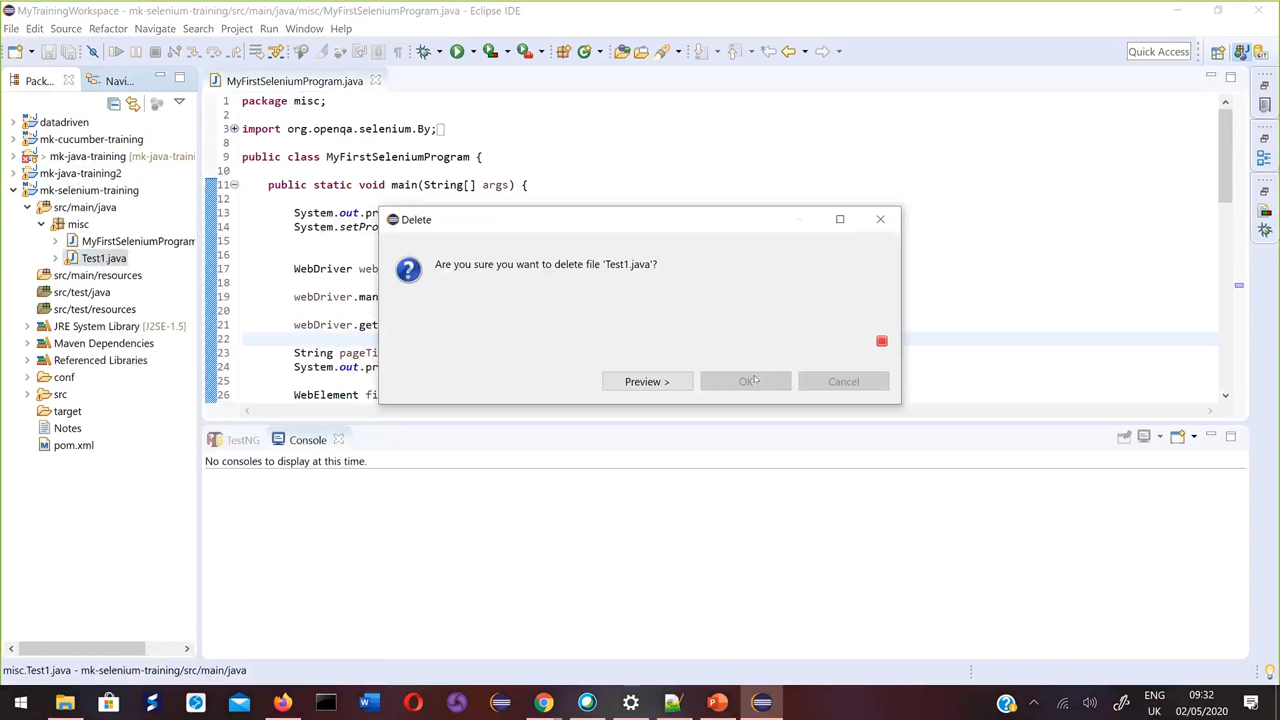 MyTrainingWorkspace - mk-selenium-training/src/main/java/misc/MyFirstSeleniumProgram.java - Eclipse IDE
File Edit Source Refactor Navigate Search Project Run Window Help
Quick Access
Pack...
Navi...
MyFirstSeleniumProgram.java
datadriven
mk-cucumber-training
> mk-java-training [mk-java-traini
mk-java-training2
mk-selenium-training
src/main/java
misc
MyFirstSeleniumProgram
Test1.java
src/main/resources
src/test/java
src/test/resources
JRE System Library [J2SE-1.5]
Maven Dependencies
Referenced Libraries
conf
src
target
Notes
pom.xml
1 package misc;
2
3 import org.openqa.selenium.By;
8
9 public class MyFirstSeleniumProgram {
10
11 public static void main(String[] args) {
12
13 System.out.pr
14 System.setPro
15
16
17 WebDriver web
18
19 webDriver.man
20
21 webDriver.get
22
23 String pageTi
24 System.out.pr
25
26 WebElement fi
Delete
Are you sure you want to delete file 'Test1.java'?
Preview >
OK
Cancel
TestNG
Console
No consoles to display at this time.
misc.Test1.java - mk-selenium-training/src/main/java
ENG
UK
09:32
02/05/2020